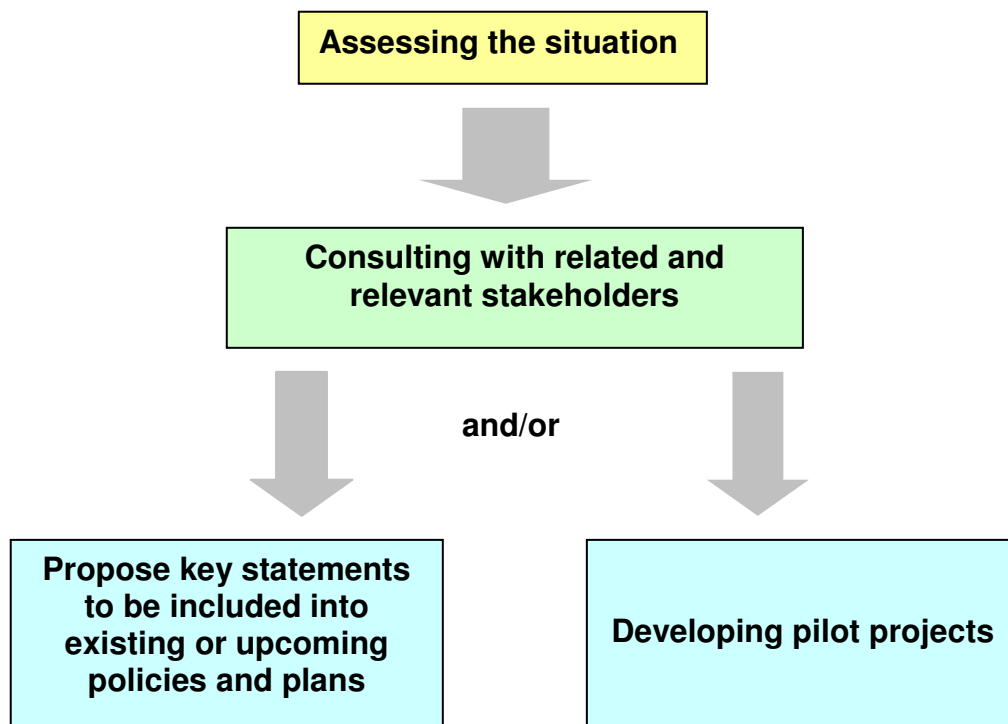 Assessing the situation
Consulting with related and
relevant stakeholders
and/or
Propose key statements
to be included into
existing or upcoming
policies and plans
Developing pilot projects